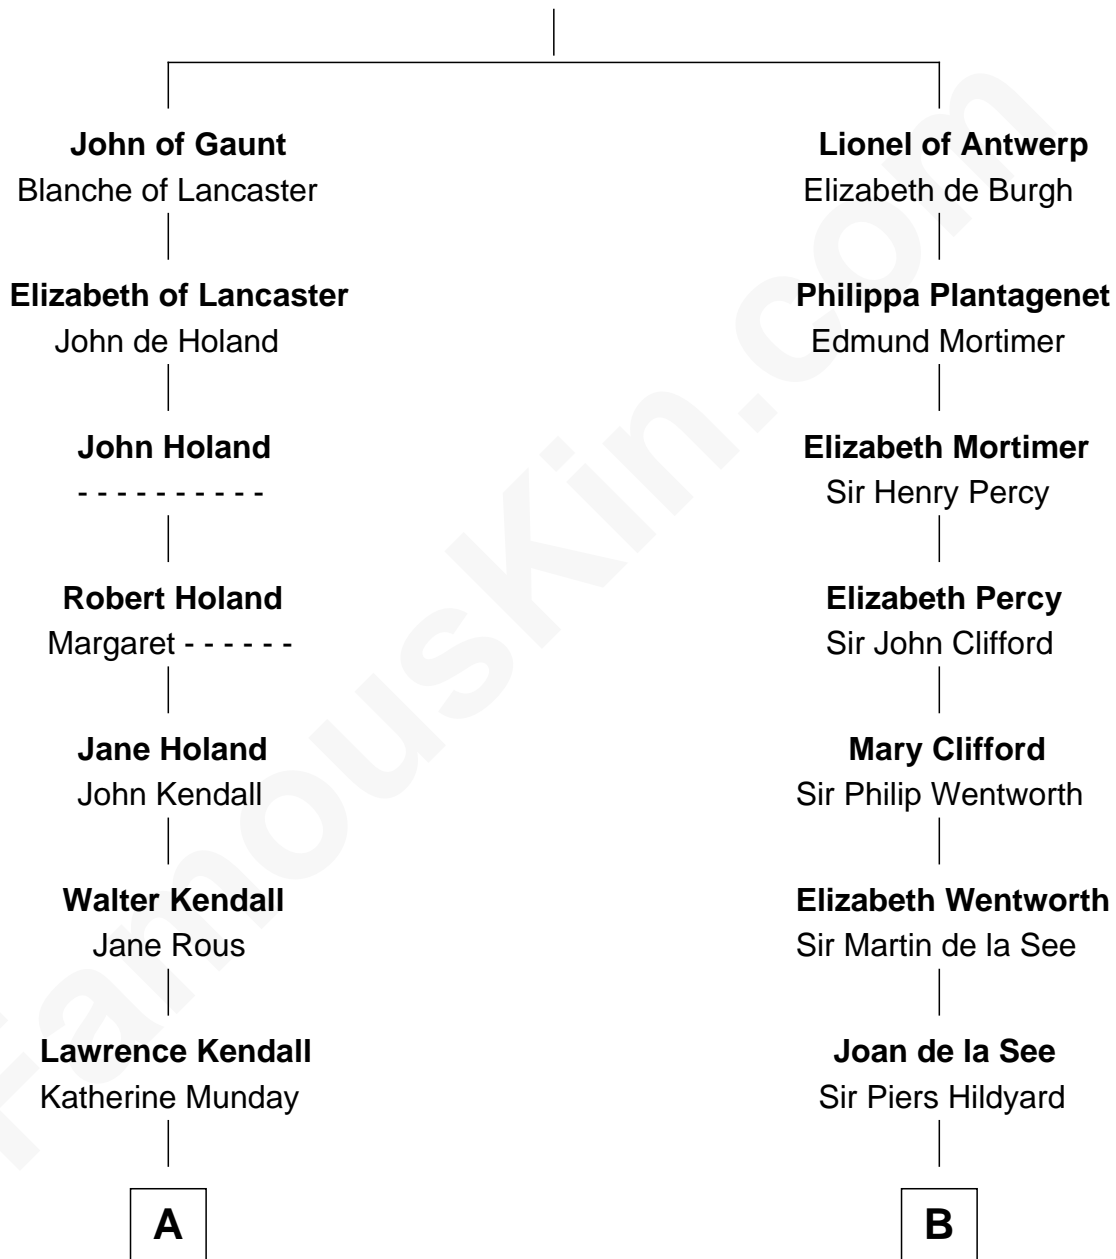 John of Gaunt
Blanche of Lancaster
Elizabeth of Lancaster
John de Holand
John Holand
- - - - - - - - - -
Robert Holand
Margaret - - - - - -
Jane Holand
John Kendall
Walter Kendall
Jane Rous
Lawrence Kendall
Katherine Munday
A
Lionel of Antwerp
Elizabeth de Burgh
Philippa Plantagenet
Edmund Mortimer
Elizabeth Mortimer
Sir Henry Percy
Elizabeth Percy
Sir John Clifford
Mary Clifford
Sir Philip Wentworth
Elizabeth Wentworth
Sir Martin de la See
Joan de la See
Sir Piers Hildyard
B
FamousKin.com